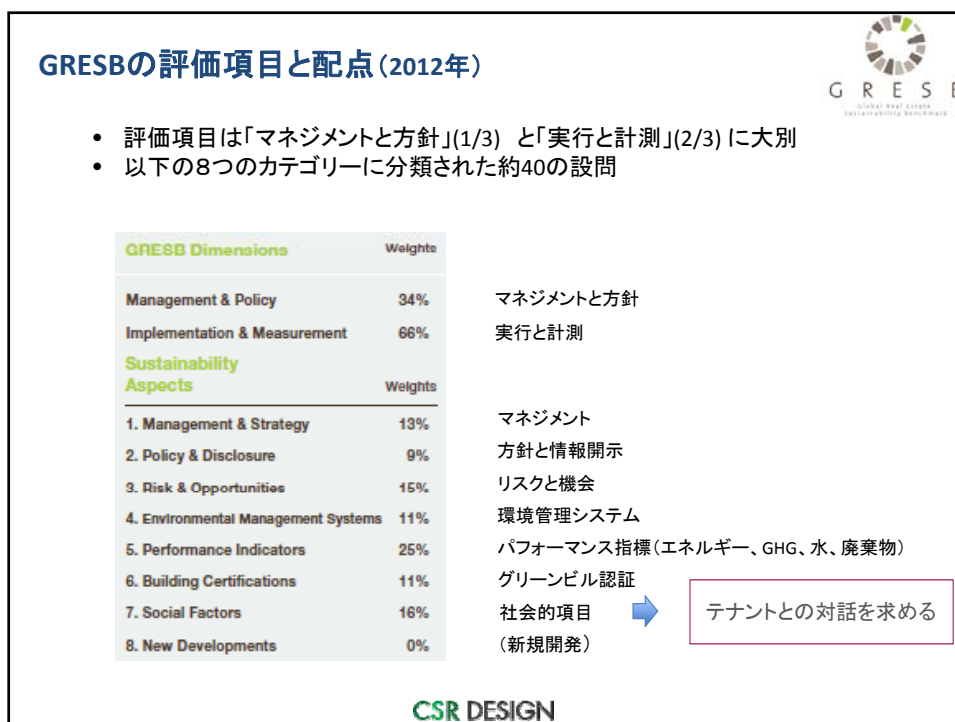 GRESBの評価項目と配点(2012年)
G R E S B
Global Real Estate
Sustainability Benchmark
• 評価項目は「マネジメントと方針」(1/3) と「実行と計測」(2/3) に大別
• 以下の8つのカテゴリーに分類された約40の設問
GRESB Dimensions Weights
Management & Policy 34% マネジメントと方針
Implementation & Measurement 66% 実行と計測
Sustainability
Aspects Weights
1. Management & Strategy 13% マネジメント
2. Policy & Disclosure 9% 方針と情報開示
3. Risk & Opportunities 15% リスクと機会
4. Environmental Management Systems 11% 環境管理システム
5. Performance Indicators 25% パフォーマンス指標(エネルギー、GHG、水、廃棄物)
6. Building Certifications 11% グリーンビル認証
7. Social Factors 16% 社会的項目 テナントとの対話を求める
8. New Developments 0% (新規開発)
CSR DESIGN